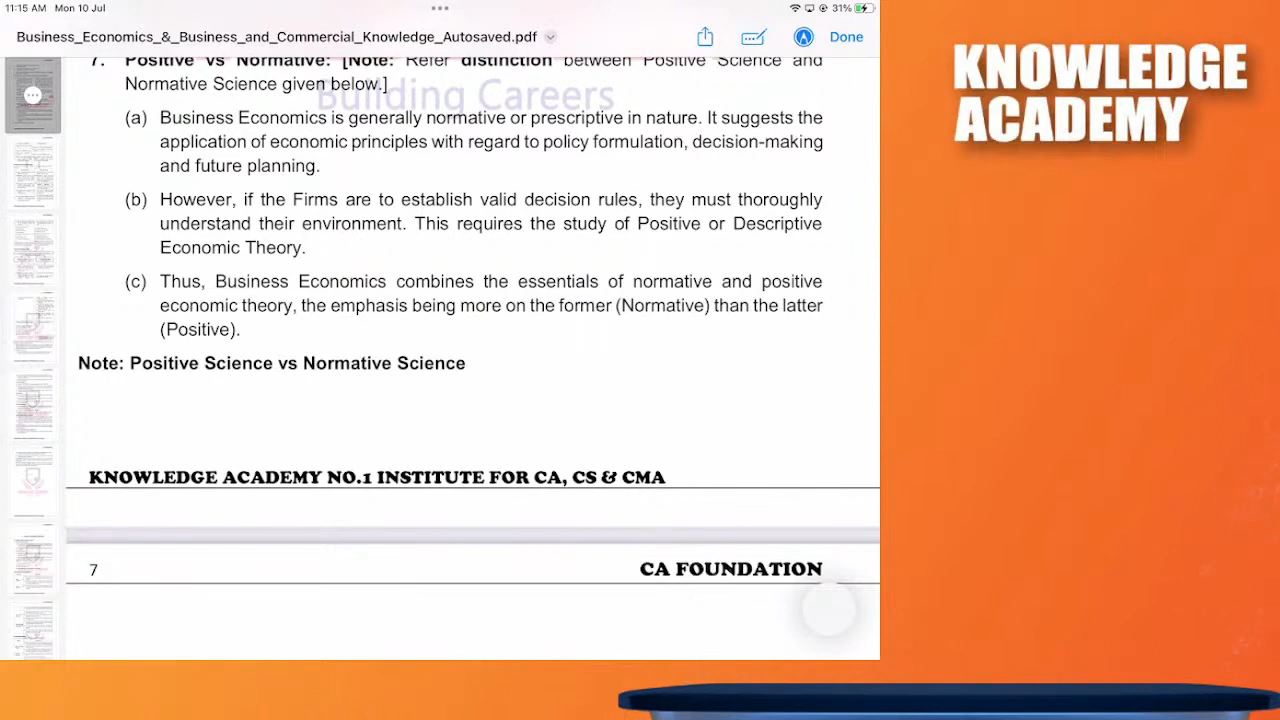 11:15 AM Mon 10 Jul
31%
Business_Economics_&_Business_and_Commercial_Knowledge_Autosaved.pdf
Done
KNOWLEDGE
ACADEMY
7. Positive vs Normative: [Note: Refer distinction between Positive Science and
Normative Science given below.]
Building Careers
(a) Business Economics is generally normative or prescriptive in nature. It suggests the
application of economic principles with regard to policy formulation, decision-making
and future planning.
(b) However, if the Firms are to establish valid decision rules, they must thoroughly
understand their environment. This requires the study of Positive or Descriptive
Economic Theory.
(c) Thus, Business Economics combines the essentials of normative and positive
economic theory, the emphasis being more on the former (Normative) than the latter
(Positive).
Note: Positive Science vs Normative Science
KNOWLEDGE ACADEMY NO.1 INSTITUTE FOR CA, CS & CMA
7 CA FOUNDATION